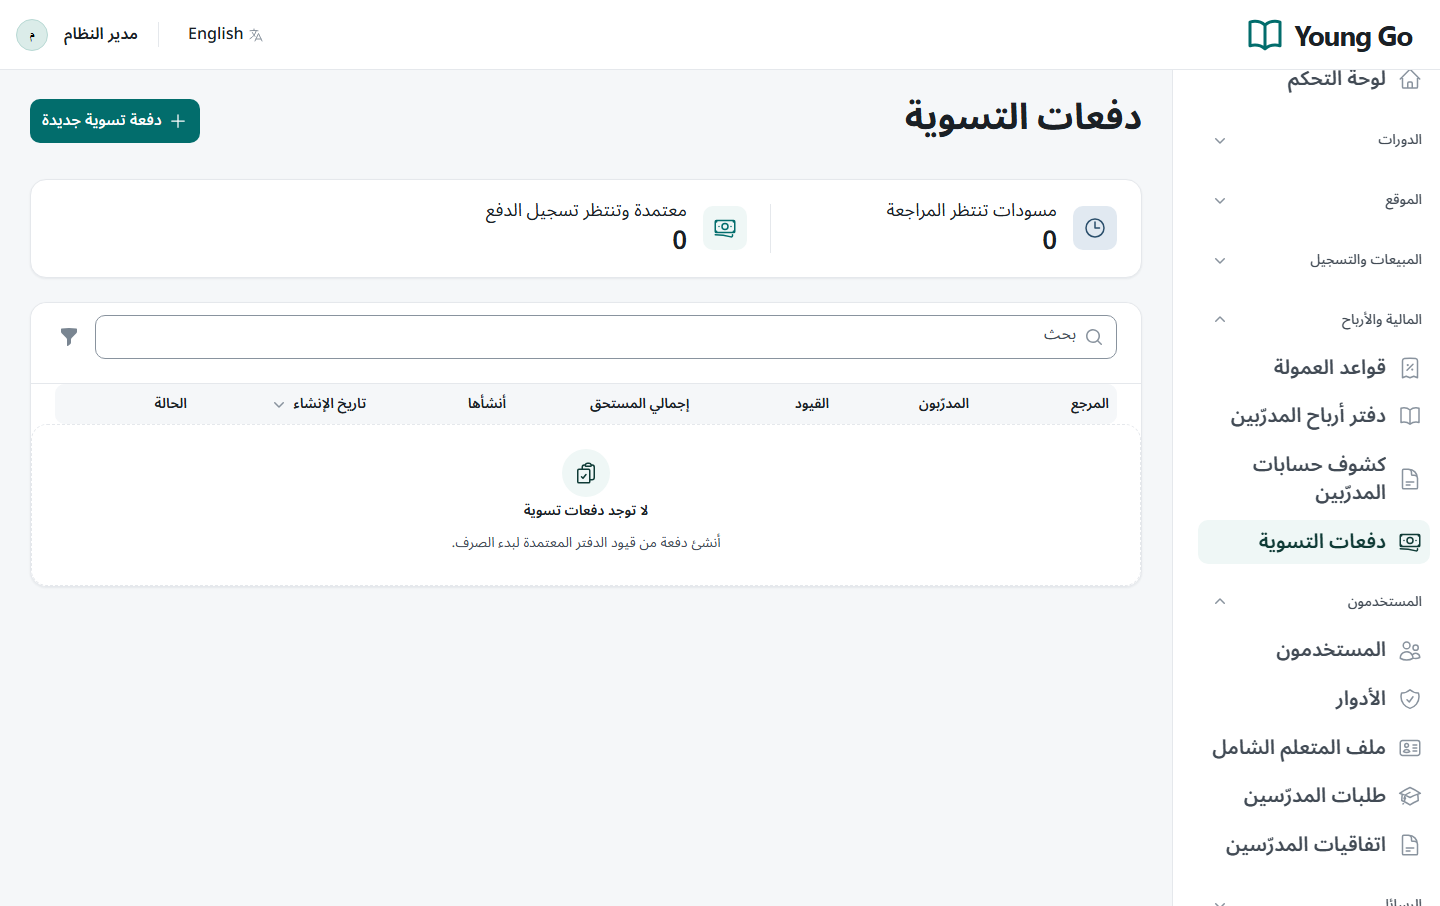 Young Go
English
مدير النظام
م
لوحة التحكم
الدورات
الموقع
المبيعات والتسجيل
المالية والأرباح
قواعد العمولة
دفتر أرباح المدرّبين
كشوف حسابات
المدرّبين
دفعات التسوية
المستخدمون
المستخدمون
الأدوار
ملف المتعلم الشامل
طلبات المدرّسين
اتفاقيات المدرّسين
الرسائل
دفعات التسوية
دفعة تسوية جديدة
مسودات تنتظر المراجعة
0
معتمدة وتنتظر تسجيل الدفع
0
بحث
المرجع المدرّبون القيود إجمالي المستحق أنشأها تاريخ الإنشاء الحالة
لا توجد دفعات تسوية
أنشئ دفعة من قيود الدفتر المعتمدة لبدء الصرف.